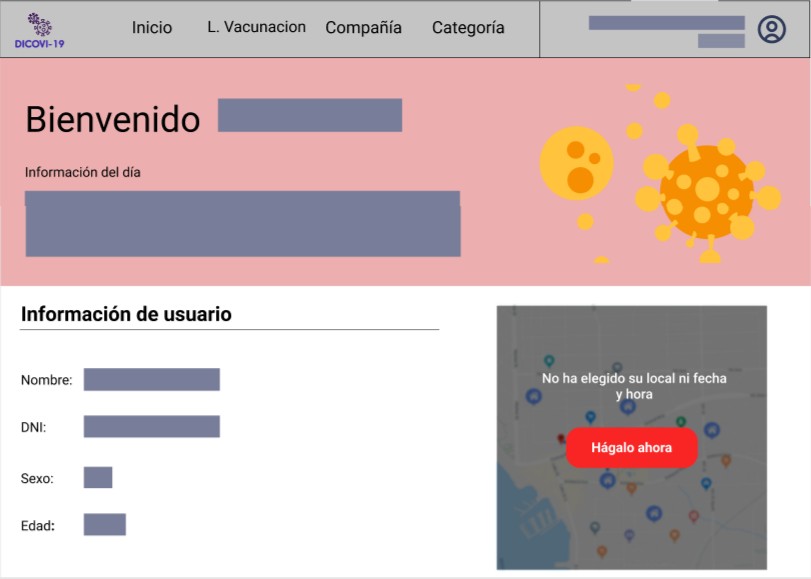 DICOVI-19
Inicio
L. Vacunacion
Compañía
Categoría
Bienvenido
Información del día
Información de usuario
Nombre:
DNI:
Sexo:
Edad:
No ha elegido su local ni fecha
y hora
Hágalo ahora